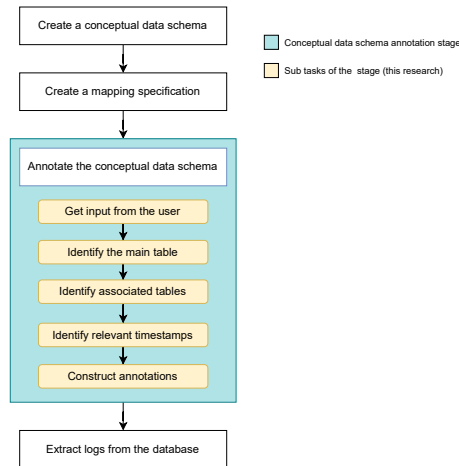 Create a conceptual data schema
Conceptual data schema annotation stage
Sub tasks of the stage (this research)
Create a mapping specification
Annotate the conceptual data schema
Get input from the user
Identify the main table
Identify associated tables
Identify relevant timestamps
Construct annotations
Extract logs from the database